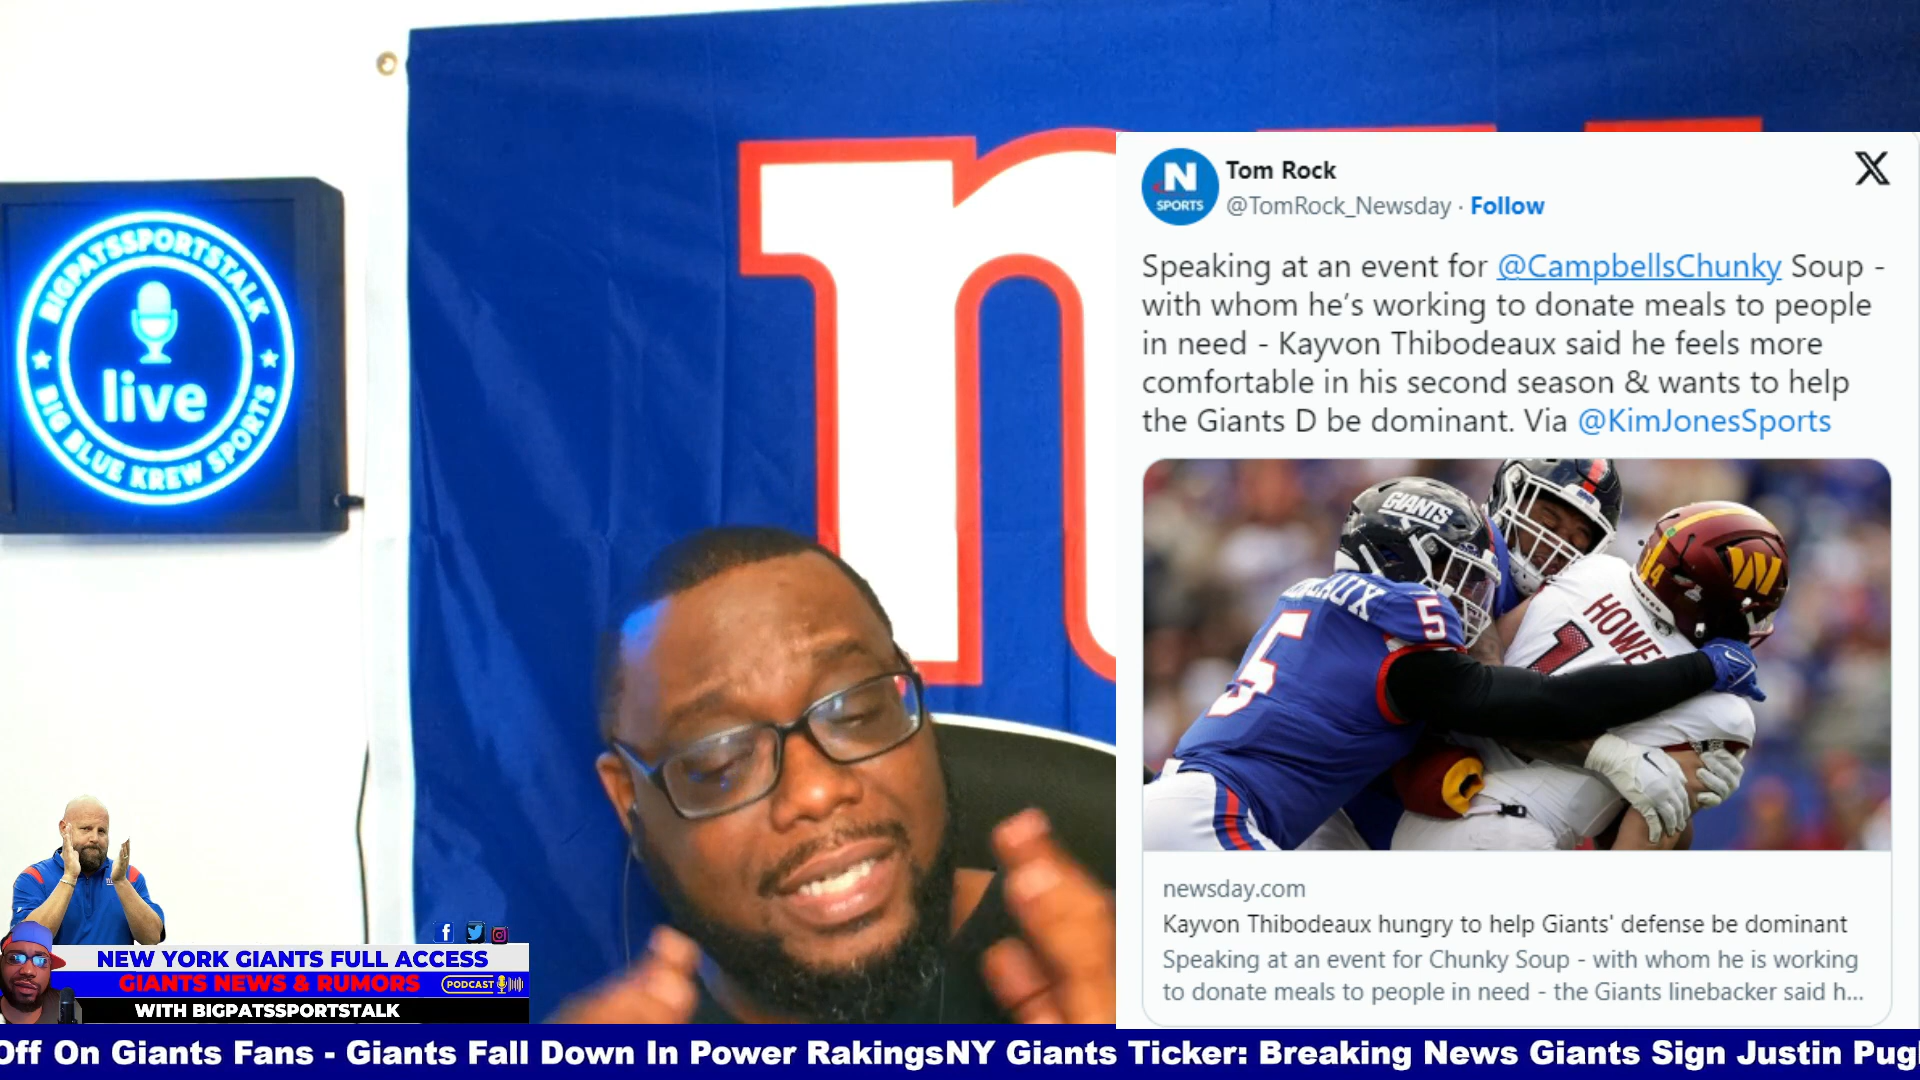 BIGPATSSPORTSTALK
live
BIG BLUE KREW SPORTS
N
SPORTS
Tom Rock
@TomRock_Newsday · Follow
X
Speaking at an event for @CampbellsChunky Soup -
with whom he’s working to donate meals to people
in need - Kayvon Thibodeaux said he feels more
comfortable in his second season & wants to help
the Giants D be dominant. Via @KimJonesSports
GIANTS
5
5
HOWE
1
W
newsday.com
Kayvon Thibodeaux hungry to help Giants' defense be dominant
Speaking at an event for Chunky Soup - with whom he is working
to donate meals to people in need - the Giants linebacker said h...
NEW YORK GIANTS FULL ACCESS
GIANTS NEWS & RUMORS
PODCAST
WITH BIGPATSSPORTSTALK
Off On Giants Fans - Giants Fall Down In Power RakingsNY Giants Ticker: Breaking News Giants Sign Justin Pug